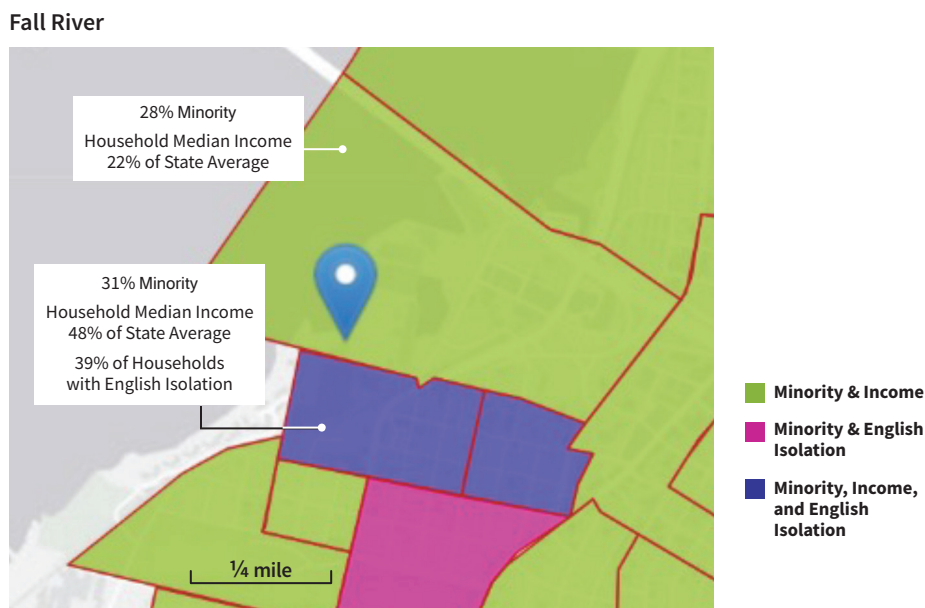 Fall River
28% Minority
Household Median Income
22% of State Average
31% Minority
Household Median Income
48% of State Average
39% of Households
with English Isolation
Minority & Income
Minority & English
Isolation
Minority, Income,
and English
Isolation
¼ mile